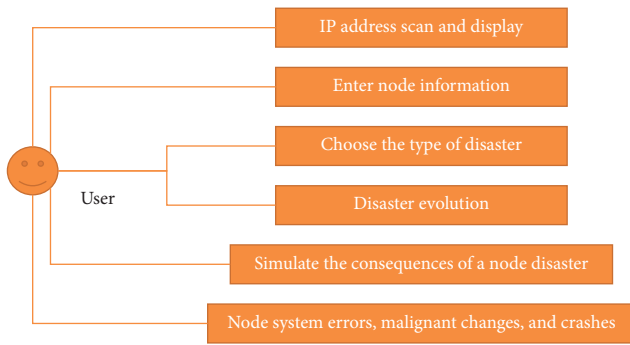 IP address scan and display
Enter node information
Choose the type of disaster
User
Disaster evolution
Simulate the consequences of a node disaster
Node system errors, malignant changes, and crashes